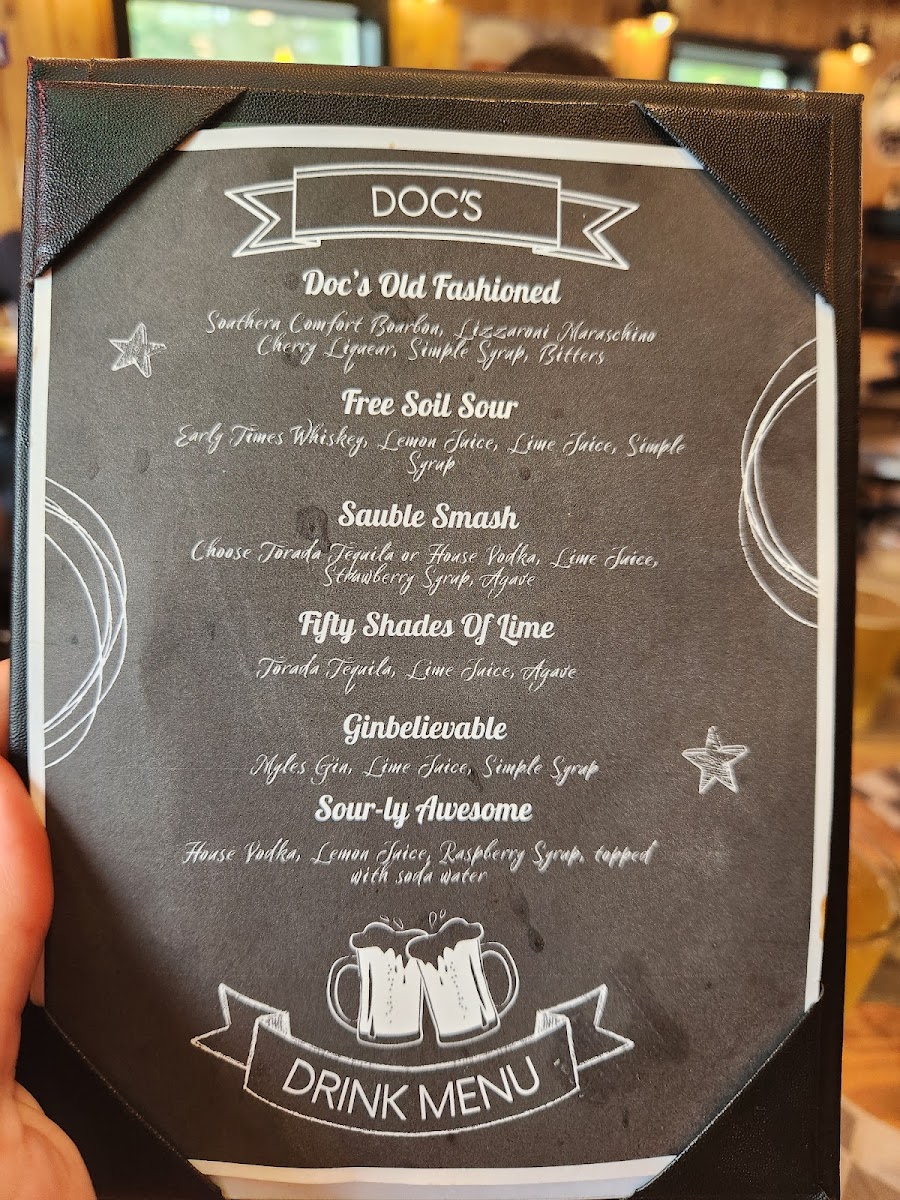 DOC'S
Doc's Old Fashioned
Southern Comfort Bourbon, Lizzaroni Maraschino
Cherry Liquear, Simple Syrup, Bitters
Free Soil Sour
Early Times Whiskey, Lemon Juice, Lime Juice, Simple
Syrup
Sauble Smash
Choose Torada Tequila or House Vodka, Lime Juice,
Strawberry Syrup, Agave
Fifty Shades Of Lime
Torada Tequila, Lime Juice, Agave
Ginbelievable
Myles Gin, Lime Juice, Simple Syrup
Sour-ly Awesome
House Vodka, Lemon Juice, Raspberry Syrup, topped
with soda water
DRINK MENU